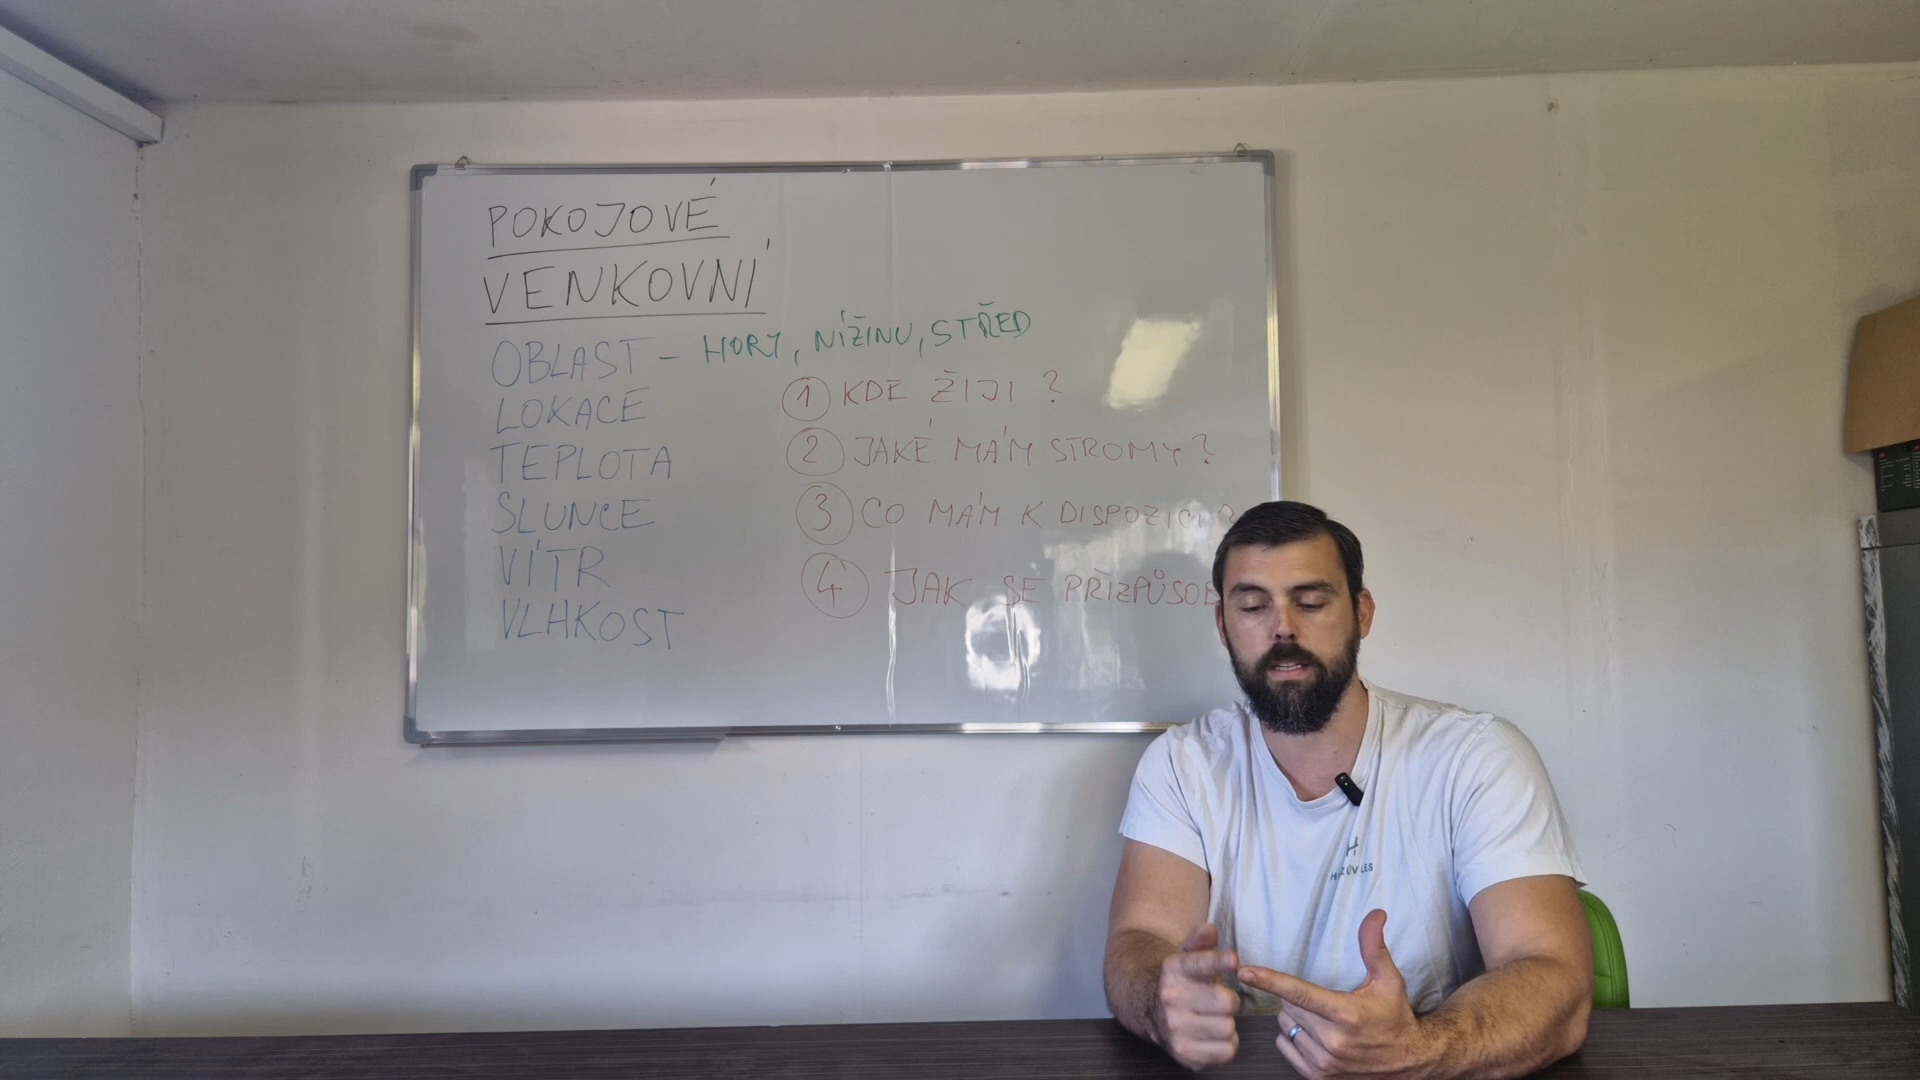 POKOJOVÉ
VENKOVNÍ
OBLAST - HORY, NÍŽINU, STŘED
LOKACE
TEPLOTA
SLUNCE
VÍTR
VLHKOST
1 KDE ŽIJI ?
2 JAKÉ MÁM STROMY ?
3 CO MÁM K DISPOZICI ?
4 JAK SE PŘIZPŮSOB
H